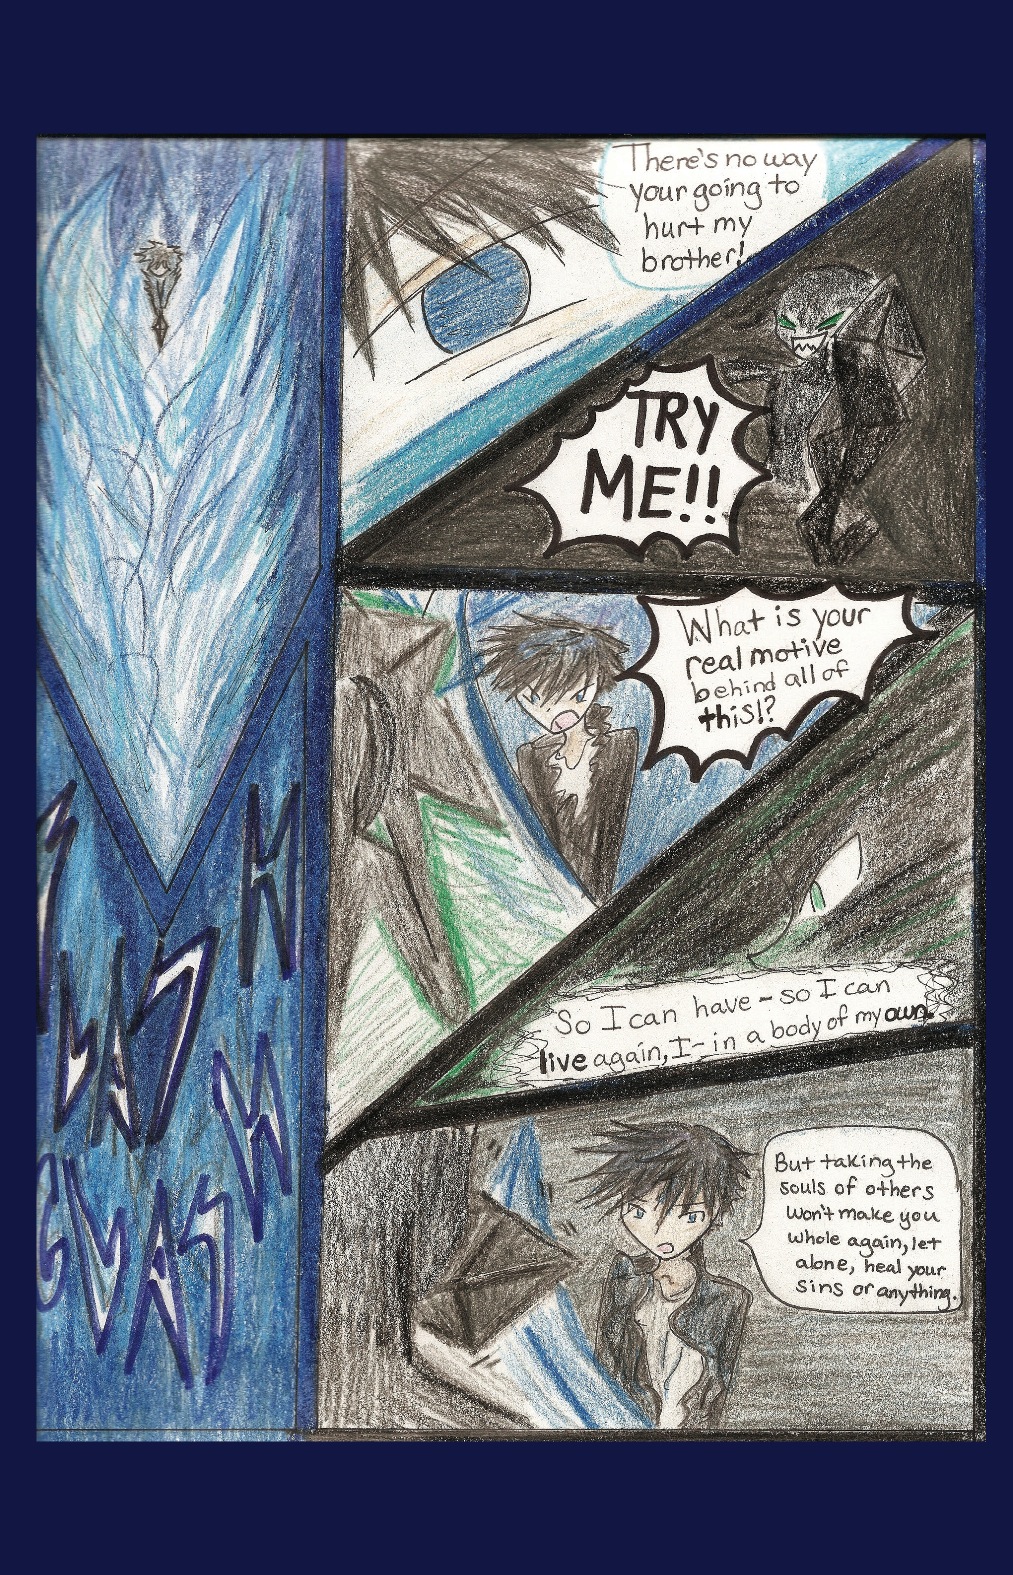 There's no way
your going to
hurt my
brother!
TRY
ME!!
What is your
real motive
behind all of
this!?
So I can have - so I can
live again, I- in a body of my own.
But taking the
souls of others
won't make you
whole again, let
alone, heal your
sins or anything.